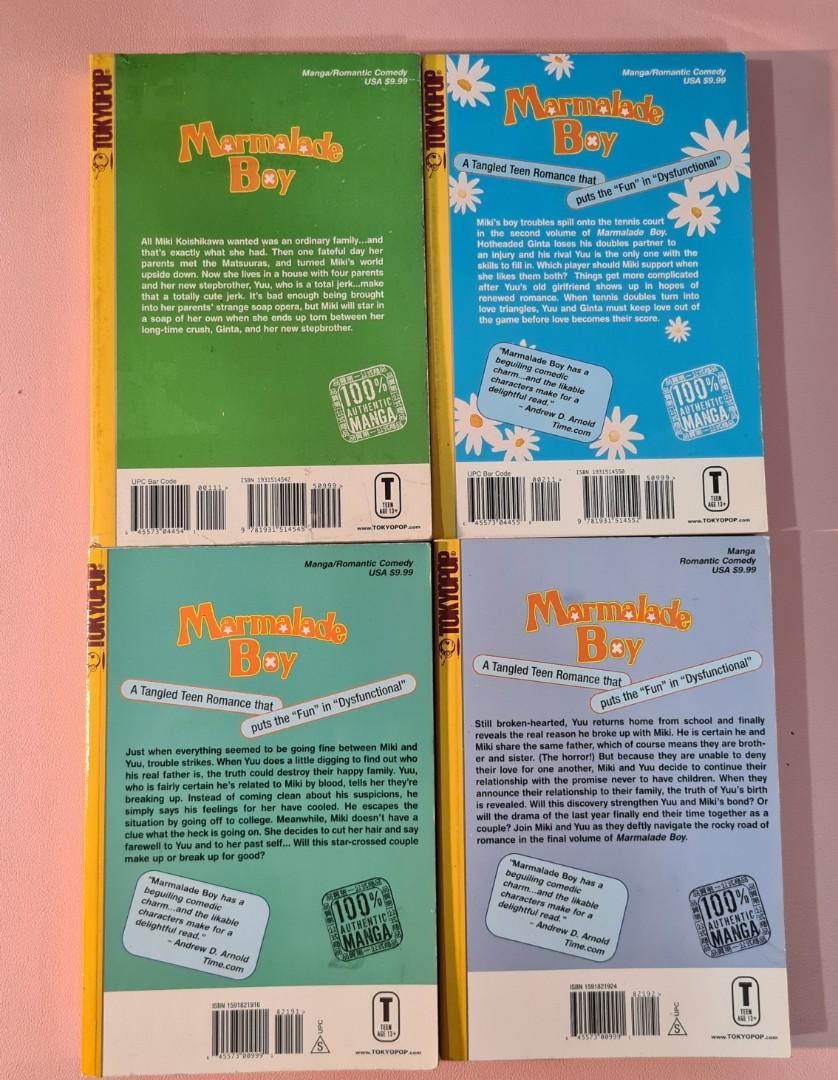 TOKYOPOP®
Manga/Romantic Comedy
USA $9.99
Marmalade
Boy
All Miki Koishikawa wanted was an ordinary family...and
that's exactly what she had. Then one fateful day her
parents met the Matsuuras, and turned Miki's world
upside down. Now she lives in a house with four parents
and her new stepbrother, Yuu, who is a total jerk...make
that a totally cute jerk. It's bad enough being brought
into her parents' strange soap opera, but Miki will star in
a soap of her own when she ends up torn between her
long-time crush, Ginta, and her new stepbrother.
100%
AUTHENTIC
MANGA
UPC Bar Code
00111>
ISBN 1931514542
50999>
6 45573 04454
9 781931 514545
T
TEEN
AGE 13+
www.TOKYOPOP.com
TOKYOPOP®
Manga/Romantic Comedy
USA $9.99
Marmalade
Boy
A Tangled Teen Romance that
puts the "Fun" in "Dysfunctional"
Miki's boy troubles spill onto the tennis court
in the second volume of Marmalade Boy.
Hotheaded Ginta loses his doubles partner to
an injury and his rival Yuu is the only one with the
skills to fill in. Which player should Miki support when
she likes them both? Things get more complicated
after Yuu's old girlfriend shows up in hopes of
renewed romance. When tennis doubles turn into
love triangles, Yuu and Ginta must keep love out of
the game before love becomes their score.
"Marmalade Boy has a
beguiling comedic
charm...and the likable
characters make for a
delightful read."
– Andrew D. Arnold
Time.com
100%
AUTHENTIC
MANGA
UPC Bar Code
00211>
ISBN 1931514550
50999>
6 45573 04455
9 781931 514552
T
TEEN
AGE 13+
www.TOKYOPOP.com
TOKYOPOP®
Manga/Romantic Comedy
USA $9.99
Marmalade
Boy
A Tangled Teen Romance that
puts the "Fun" in "Dysfunctional"
Just when everything seemed to be going fine between Miki and
Yuu, trouble strikes. When Yuu does a little digging to find out who
his real father is, the truth could destroy their happy family. Yuu,
who is fairly certain he's related to Miki by blood, tells her they're
breaking up. Instead of coming clean about his suspicions, he
simply says his feelings for her have cooled. He escapes the
situation by going off to college. Meanwhile, Miki doesn't have a
clue what the heck is going on. She decides to cut her hair and say
farewell to Yuu and to her past self... Will this star-crossed couple
make up or break up for good?
"Marmalade Boy has a
beguiling comedic
charm...and the likable
characters make for a
delightful read."
– Andrew D. Arnold
Time.com
100%
AUTHENTIC
MANGA
ISBN 1591821916
82191>
6 45573 00999
S UPC
T
TEEN
AGE 13+
www.TOKYOPOP.com
TOKYOPOP®
Manga
Romantic Comedy
USA $9.99
Marmalade
Boy
A Tangled Teen Romance that
puts the "Fun" in "Dysfunctional"
Still broken-hearted, Yuu returns home from school and finally
reveals the real reason he broke up with Miki. He is certain he and
Miki share the same father, which of course means they are broth-
er and sister. (The horror!) But because they are unable to deny
their love for one another, Miki and Yuu decide to continue their
relationship with the promise never to have children. When they
announce their relationship to their family, the truth of Yuu's birth
is revealed. Will this discovery strengthen Yuu and Miki's bond? Or
will the drama of the last year finally end their time together as a
couple? Join Miki and Yuu as they deftly navigate the rocky road of
romance in the final volume of Marmalade Boy.
"Marmalade Boy has a
beguiling comedic
charm...and the likable
characters make for a
delightful read."
– Andrew D. Arnold
Time.com
100%
AUTHENTIC
MANGA
ISBN 1591821924
82192>
6 45573 00999
S UPC
T
TEEN
AGE 13+
www.TOKYOPOP.com